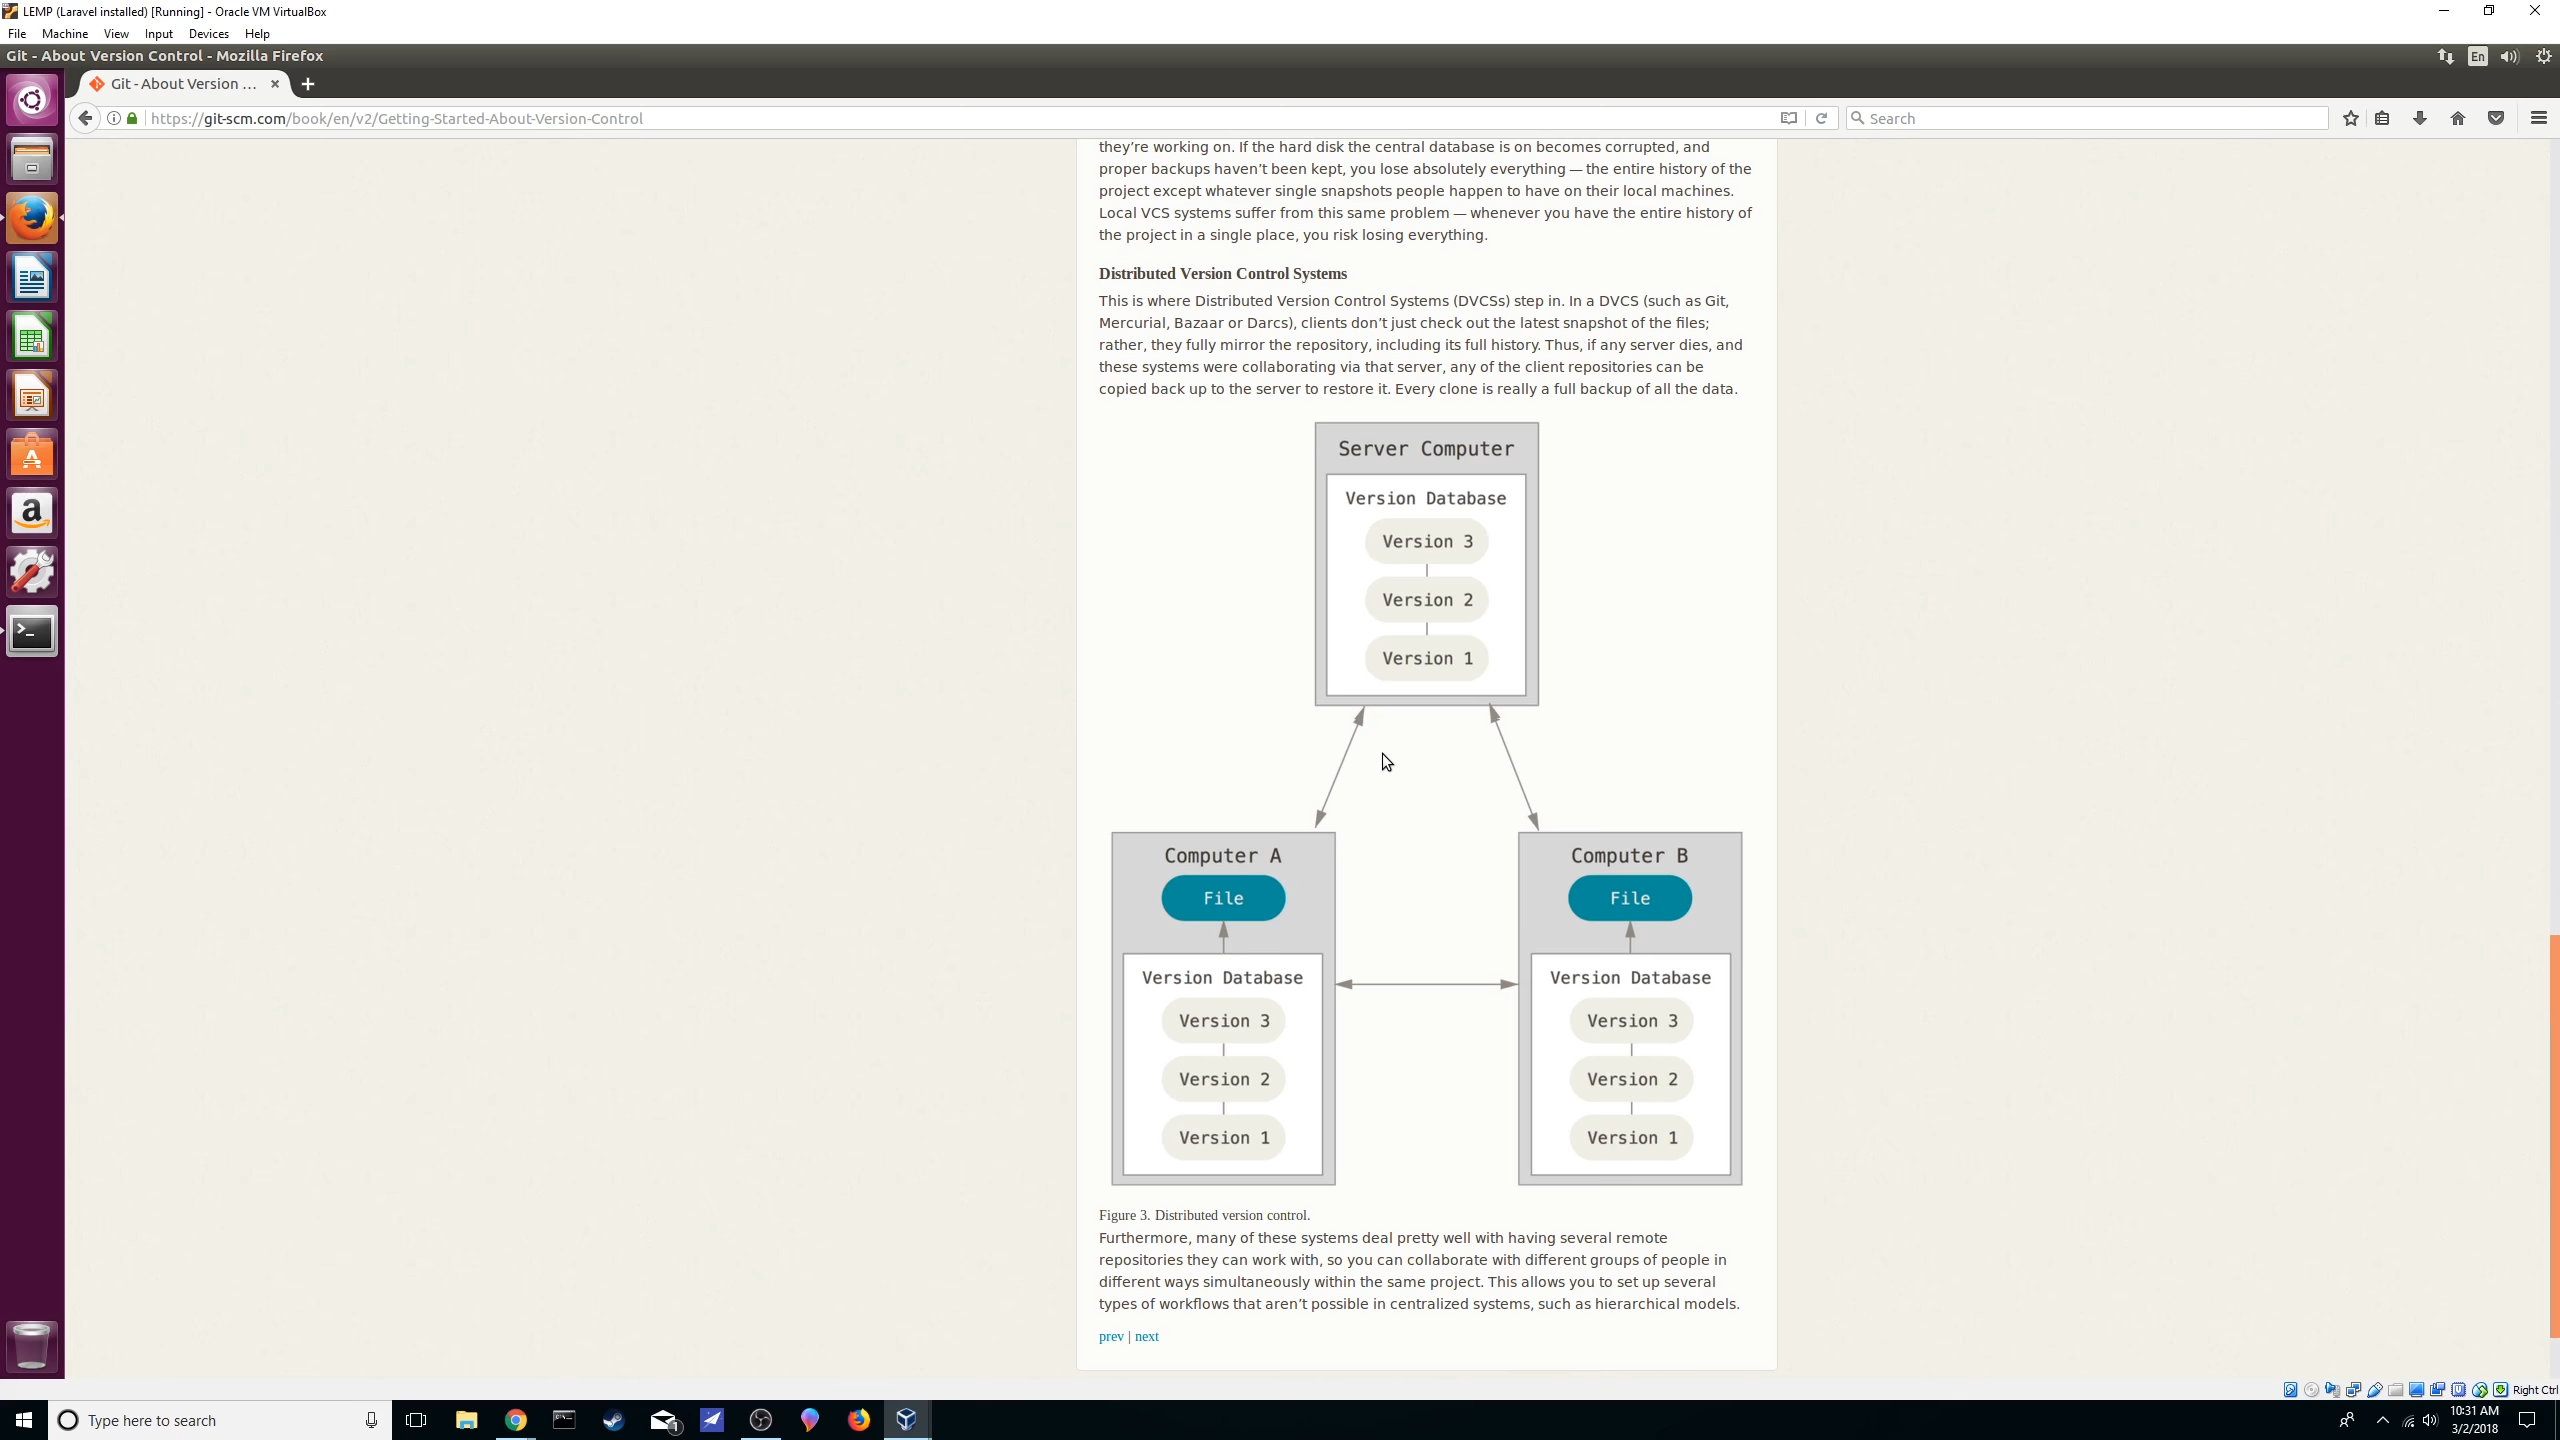 LEMP (Laravel installed) [Running] - Oracle VM VirtualBox
File Machine View Input Devices Help
Git - About Version Control - Mozilla Firefox
En
Git - About Version ...
https://git-scm.com/book/en/v2/Getting-Started-About-Version-Control
Search
they’re working on. If the hard disk the central database is on becomes corrupted, and
proper backups haven’t been kept, you lose absolutely everything — the entire history of the
project except whatever single snapshots people happen to have on their local machines.
Local VCS systems suffer from this same problem — whenever you have the entire history of
the project in a single place, you risk losing everything.
Distributed Version Control Systems
This is where Distributed Version Control Systems (DVCSs) step in. In a DVCS (such as Git,
Mercurial, Bazaar or Darcs), clients don’t just check out the latest snapshot of the files;
rather, they fully mirror the repository, including its full history. Thus, if any server dies, and
these systems were collaborating via that server, any of the client repositories can be
copied back up to the server to restore it. Every clone is really a full backup of all the data.
Server Computer
Version Database
Version 3
Version 2
Version 1
Computer A
File
Version Database
Version 3
Version 2
Version 1
Computer B
File
Version Database
Version 3
Version 2
Version 1
Figure 3. Distributed version control.
Furthermore, many of these systems deal pretty well with having several remote
repositories they can work with, so you can collaborate with different groups of people in
different ways simultaneously within the same project. This allows you to set up several
types of workflows that aren’t possible in centralized systems, such as hierarchical models.
prev | next
Right Ctrl
Type here to search
1
10:31 AM
3/2/2018